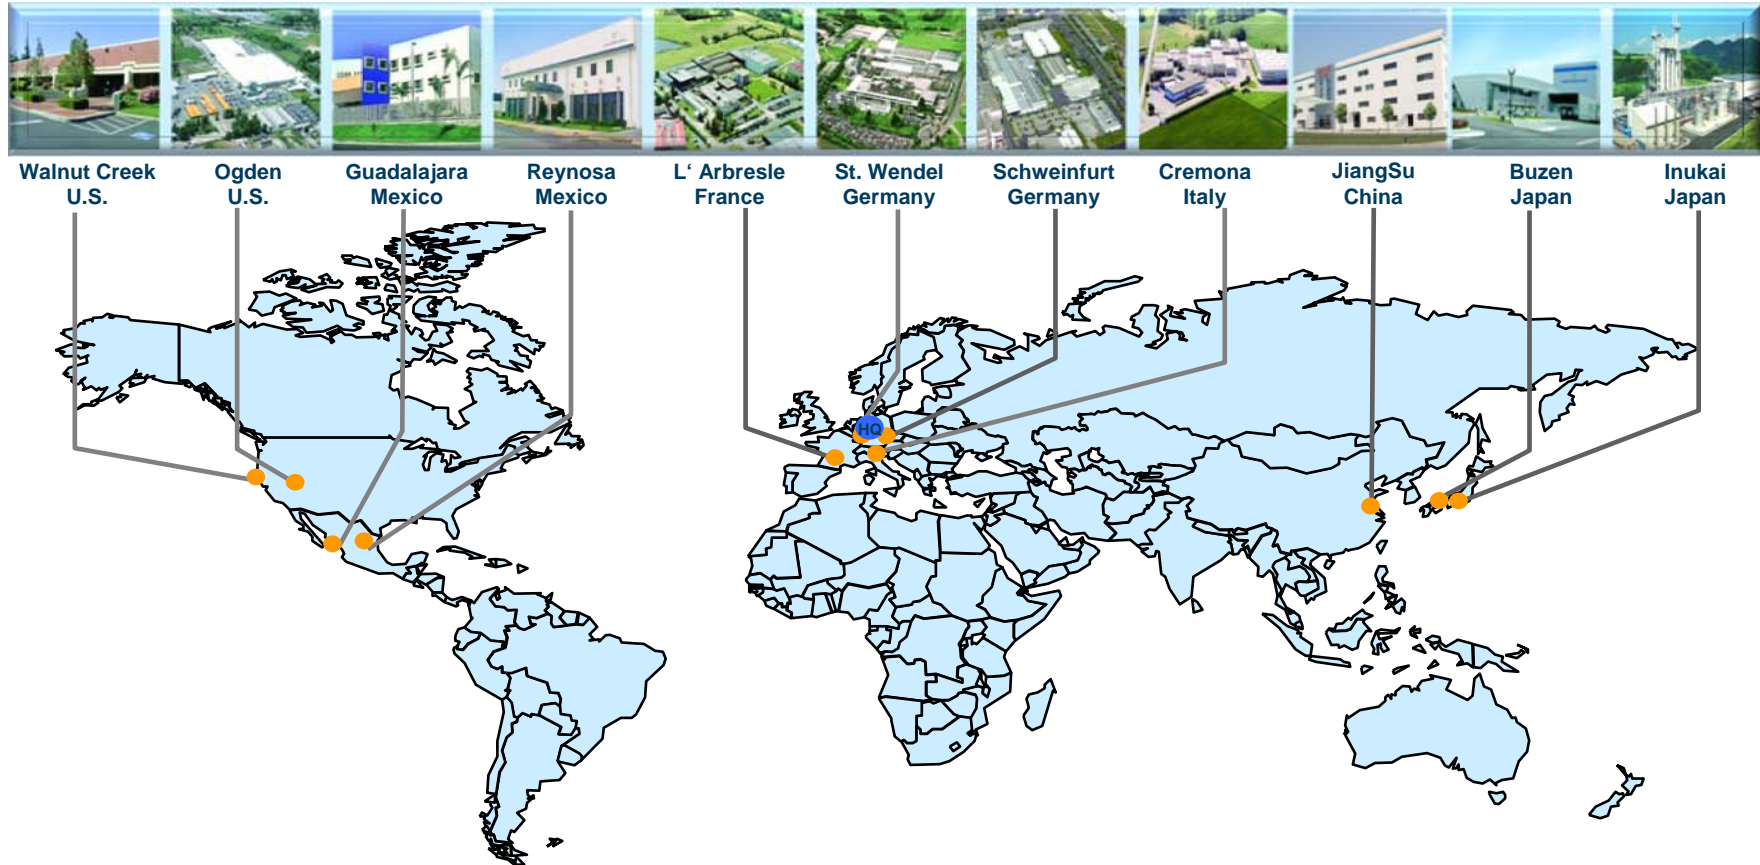 Walnut Creek
U.S.
Ogden
U.S.
Guadalajara
Mexico
Reynosa
Mexico
L‘ Arbresle
France
St. Wendel
Germany
Schweinfurt
Germany
Cremona
Italy
JiangSu
China
Buzen
Japan
Inukai
Japan
HQ